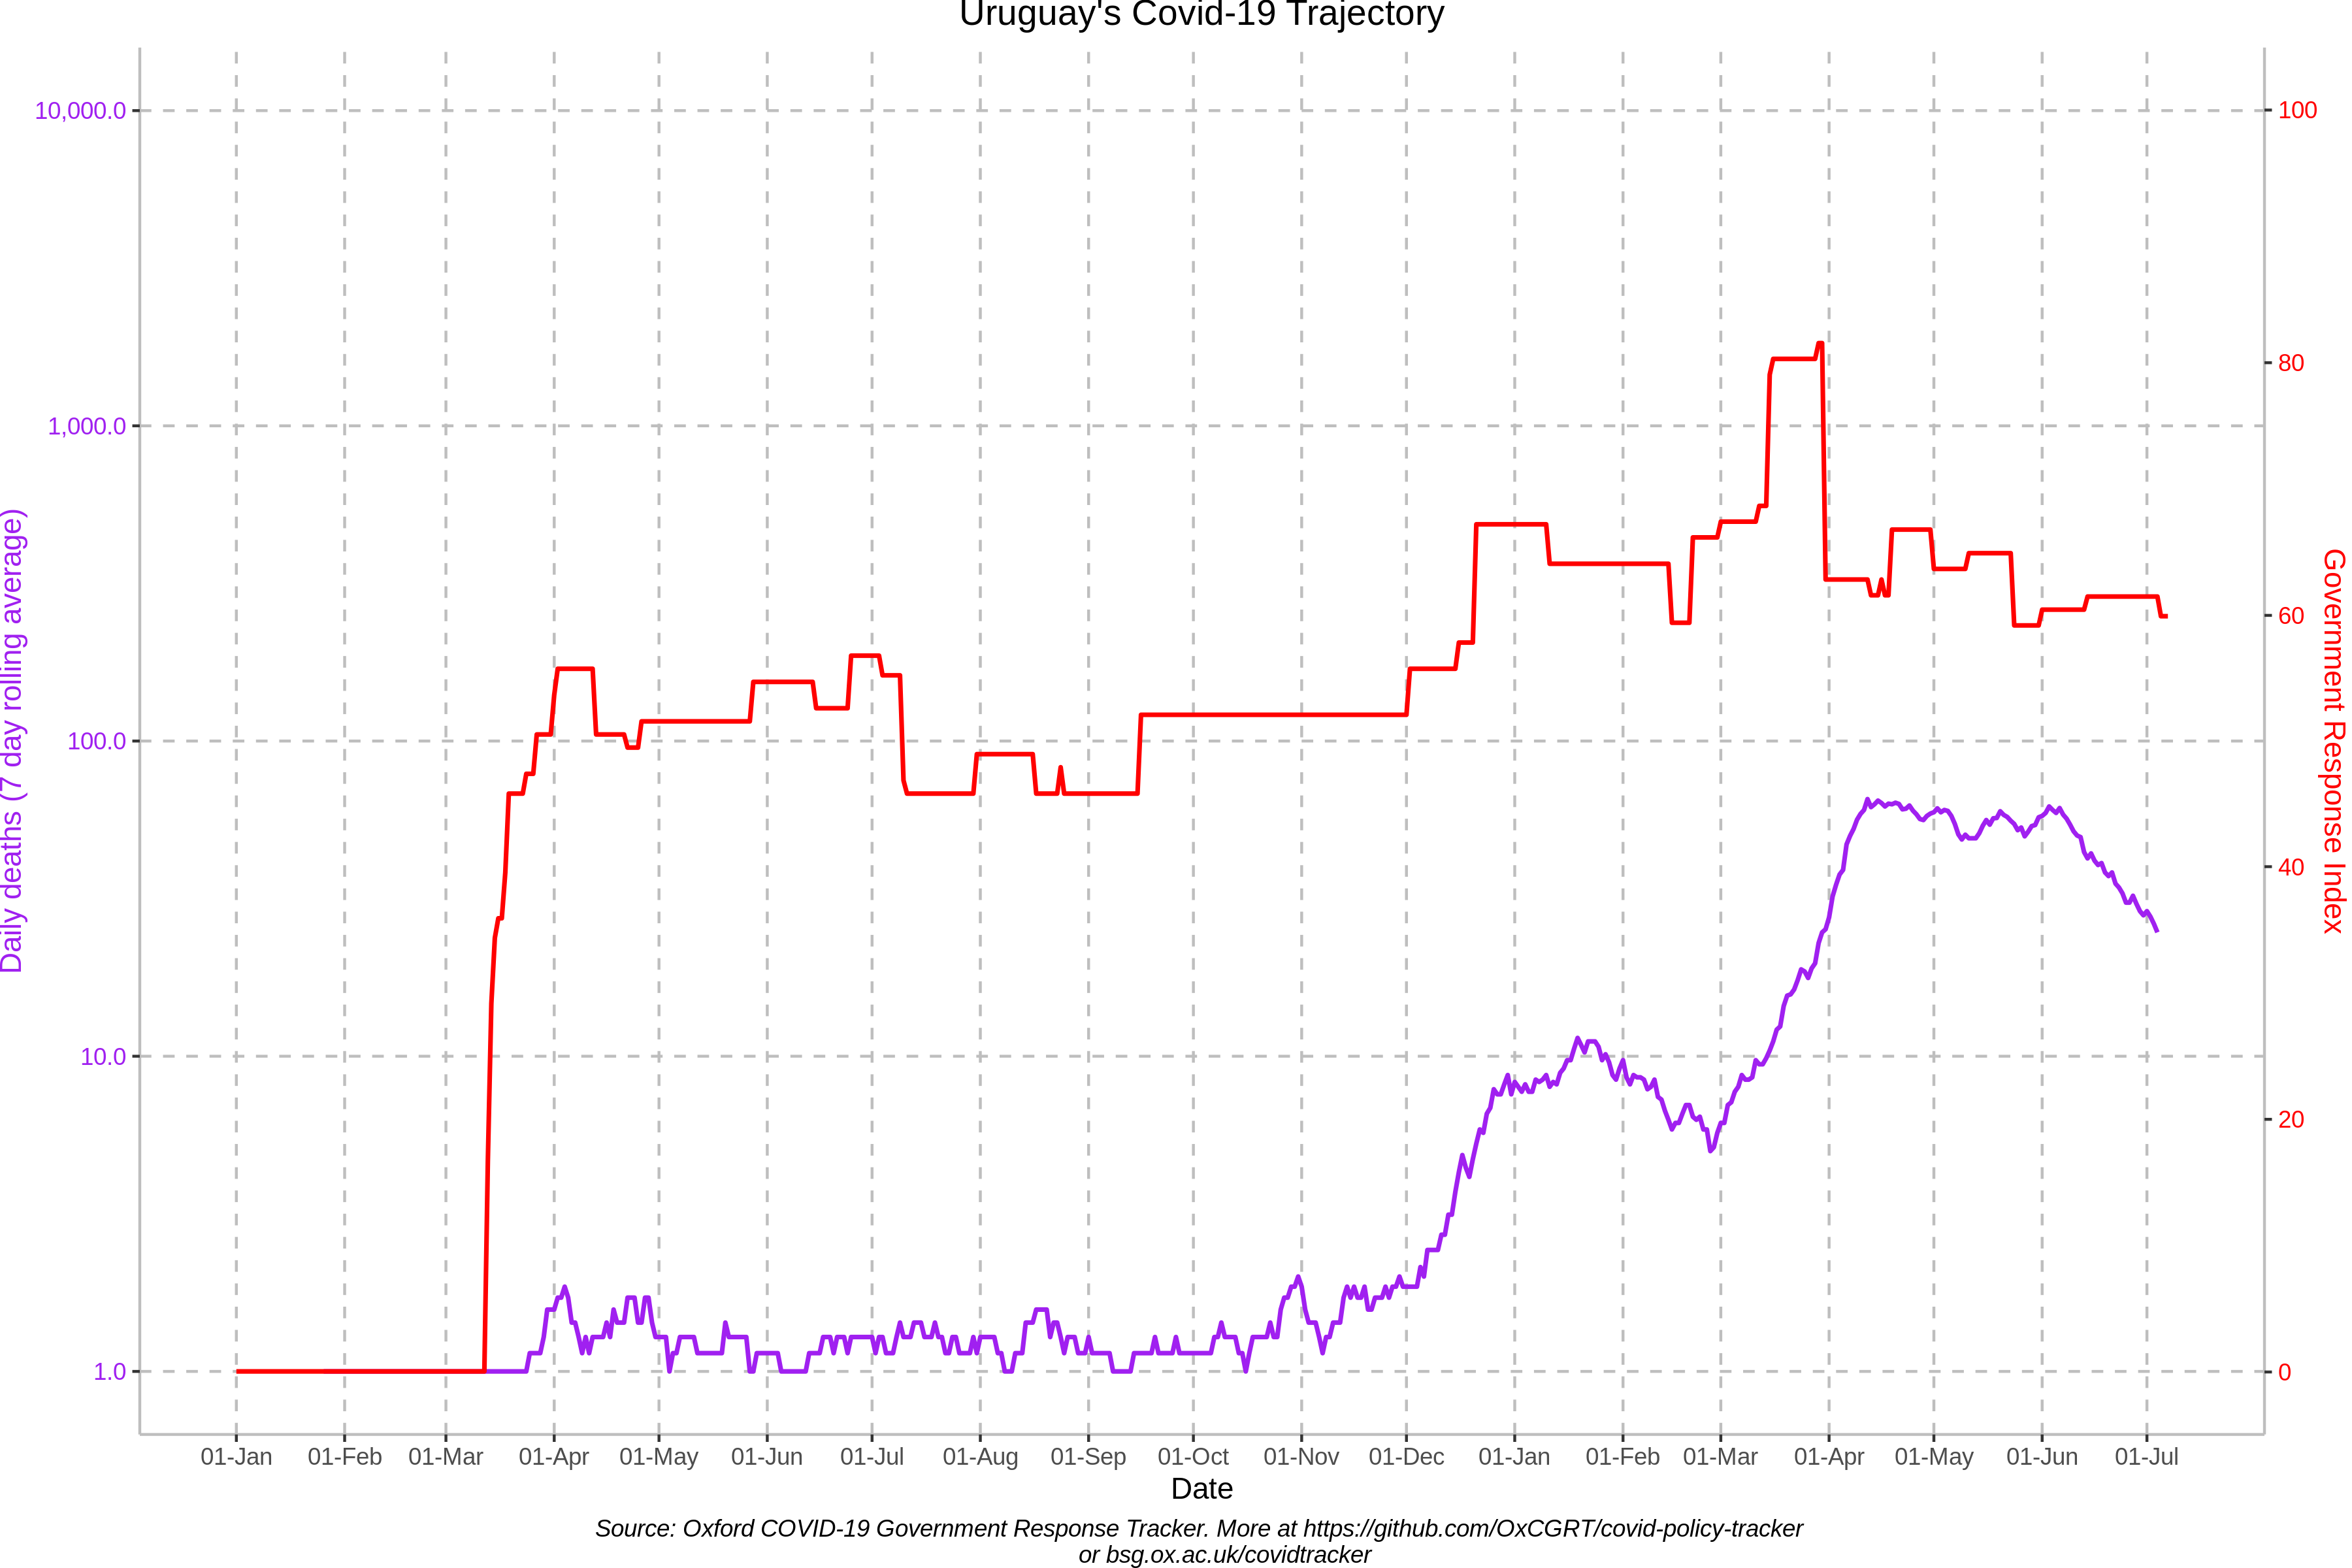 Uruguay's Covid-19 Trajectory
10,000.0
1,000.0
100.0
10.0
1.0
Daily deaths (7 day rolling average)
100
80
60
40
20
0
Government Response Index
01-Jan 01-Feb 01-Mar 01-Apr 01-May 01-Jun 01-Jul 01-Aug 01-Sep 01-Oct 01-Nov 01-Dec 01-Jan 01-Feb 01-Mar 01-Apr 01-May 01-Jun 01-Jul
Date
Source: Oxford COVID-19 Government Response Tracker. More at https://github.com/OxCGRT/covid-policy-tracker
or bsg.ox.ac.uk/covidtracker